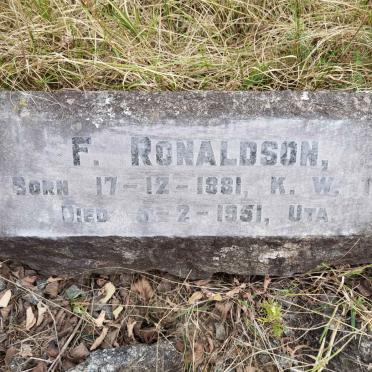 F. RONALDSON,
BORN 17-12-1881, K. W.
DIED -2-1951, UTA.